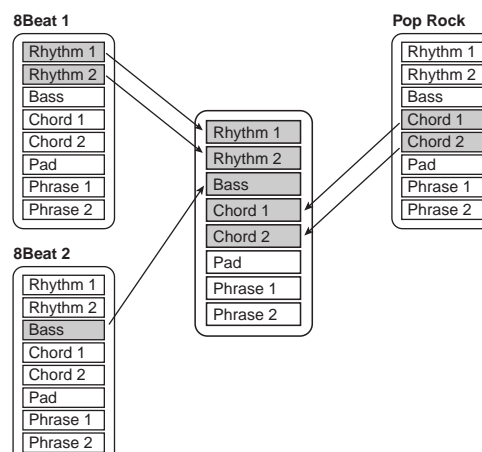 8Beat 1
Rhythm 1
Rhythm 2
Bass
Chord 1
Chord 2
Pad
Phrase 1
Phrase 2
8Beat 2
Rhythm 1
Rhythm 2
Bass
Chord 1
Chord 2
Pad
Phrase 1
Phrase 2
Rhythm 1
Rhythm 2
Bass
Chord 1
Chord 2
Pad
Phrase 1
Phrase 2
Pop Rock
Rhythm 1
Rhythm 2
Bass
Chord 1
Chord 2
Pad
Phrase 1
Phrase 2